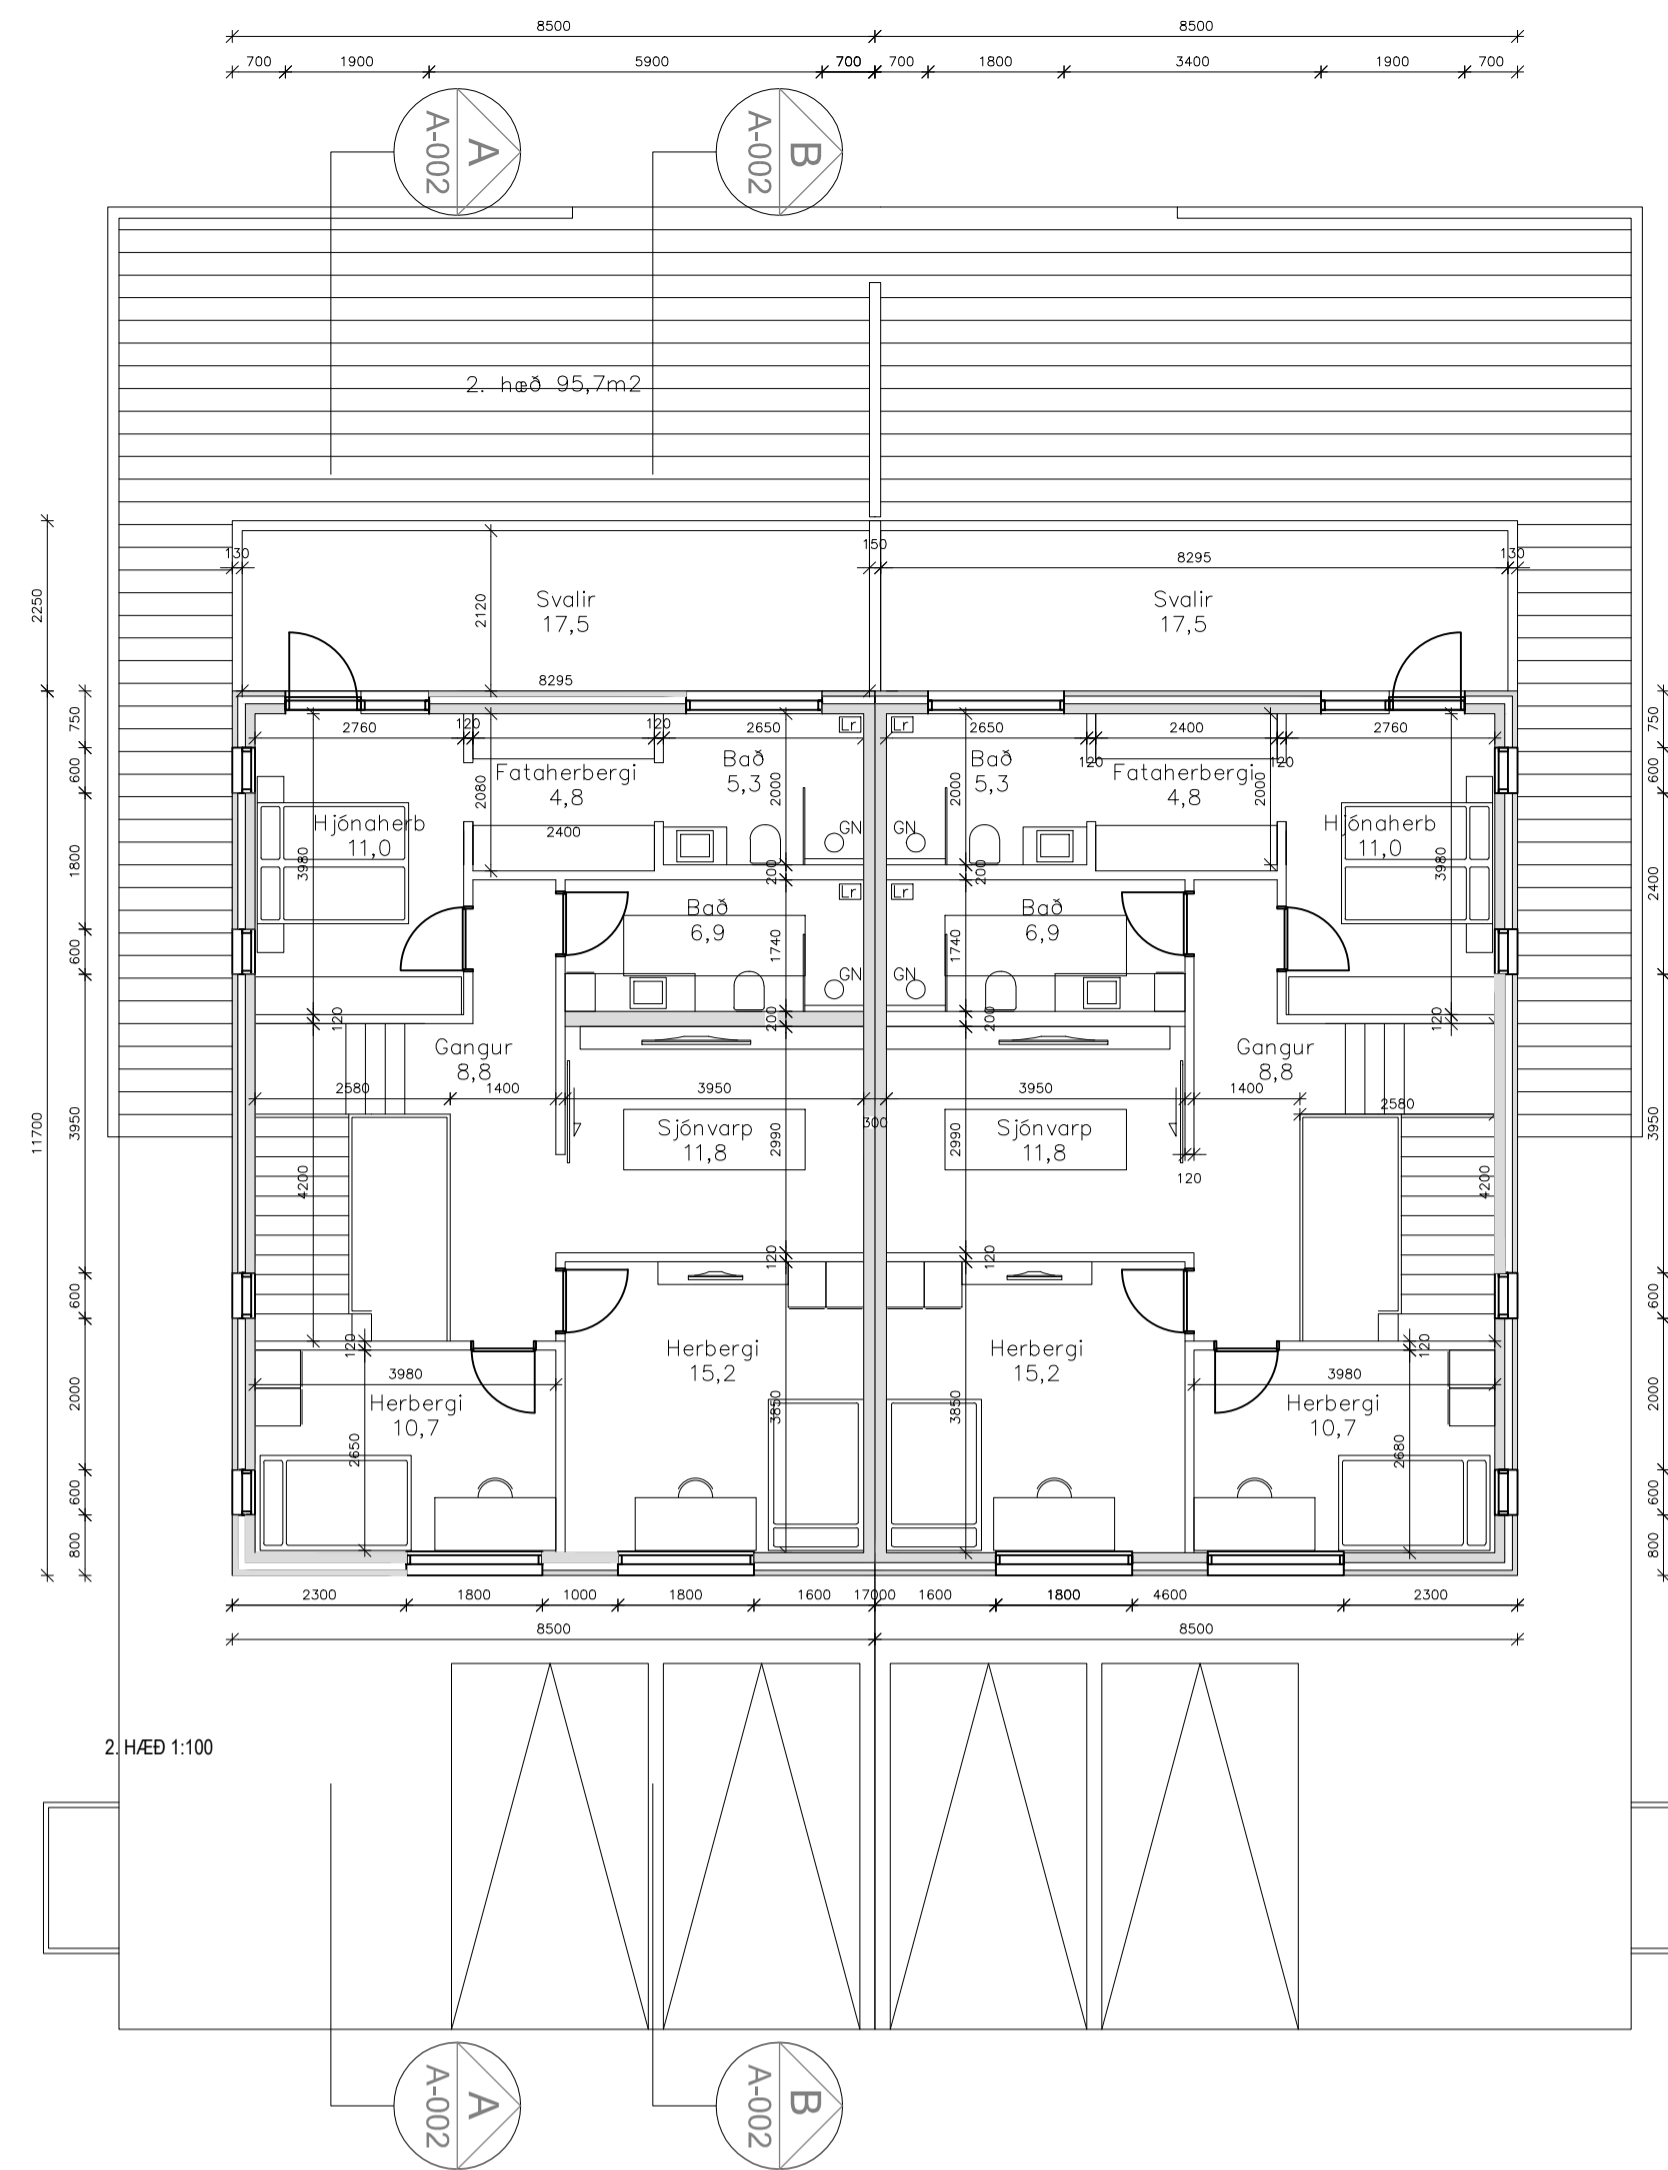 8500 8500
700 1900 5900 700 700 1800 3400 1900 700
A
A-002
B
A-002
2. hæð 95,7m2
130 150 8295 130
2250
2120
Svalir
17,5
Svalir
17,5
8295
2760 120 120 2650 Lr Lr 2650 2400 2760
120 120
Fataherbergi
4,8
2080
2400
Bað
5,3
2000
Bað
5,3
2000
Fataherbergi
4,8
2000
Hjónaherb
11,0
3980
Hjónaherb
11,0
3980
GN GN
200 200
Lr Lr
Bað
6,9
1740
Bað
6,9
1740
GN GN
120 200 200 120
Gangur
8,8
Gangur
8,8
2580 1400 3950 3950 1400 2580
300
Sjónvarp
11,8
2990
Sjónvarp
11,8
2990
120
4200 4200
120 120
120 120
Herbergi
15,2
3850
Herbergi
15,2
3850
3980 3980
Herbergi
10,7
2650
Herbergi
10,7
2680
750
600
1800
600
3950
600
2000
600
800
11700
750
600
2400
3950
600
2000
600
800
2300 1800 1000 1800 1600 17000 1600 1800 4600 2300
8500 8500
2. HÆÐ 1:100
A
A-002
B
A-002